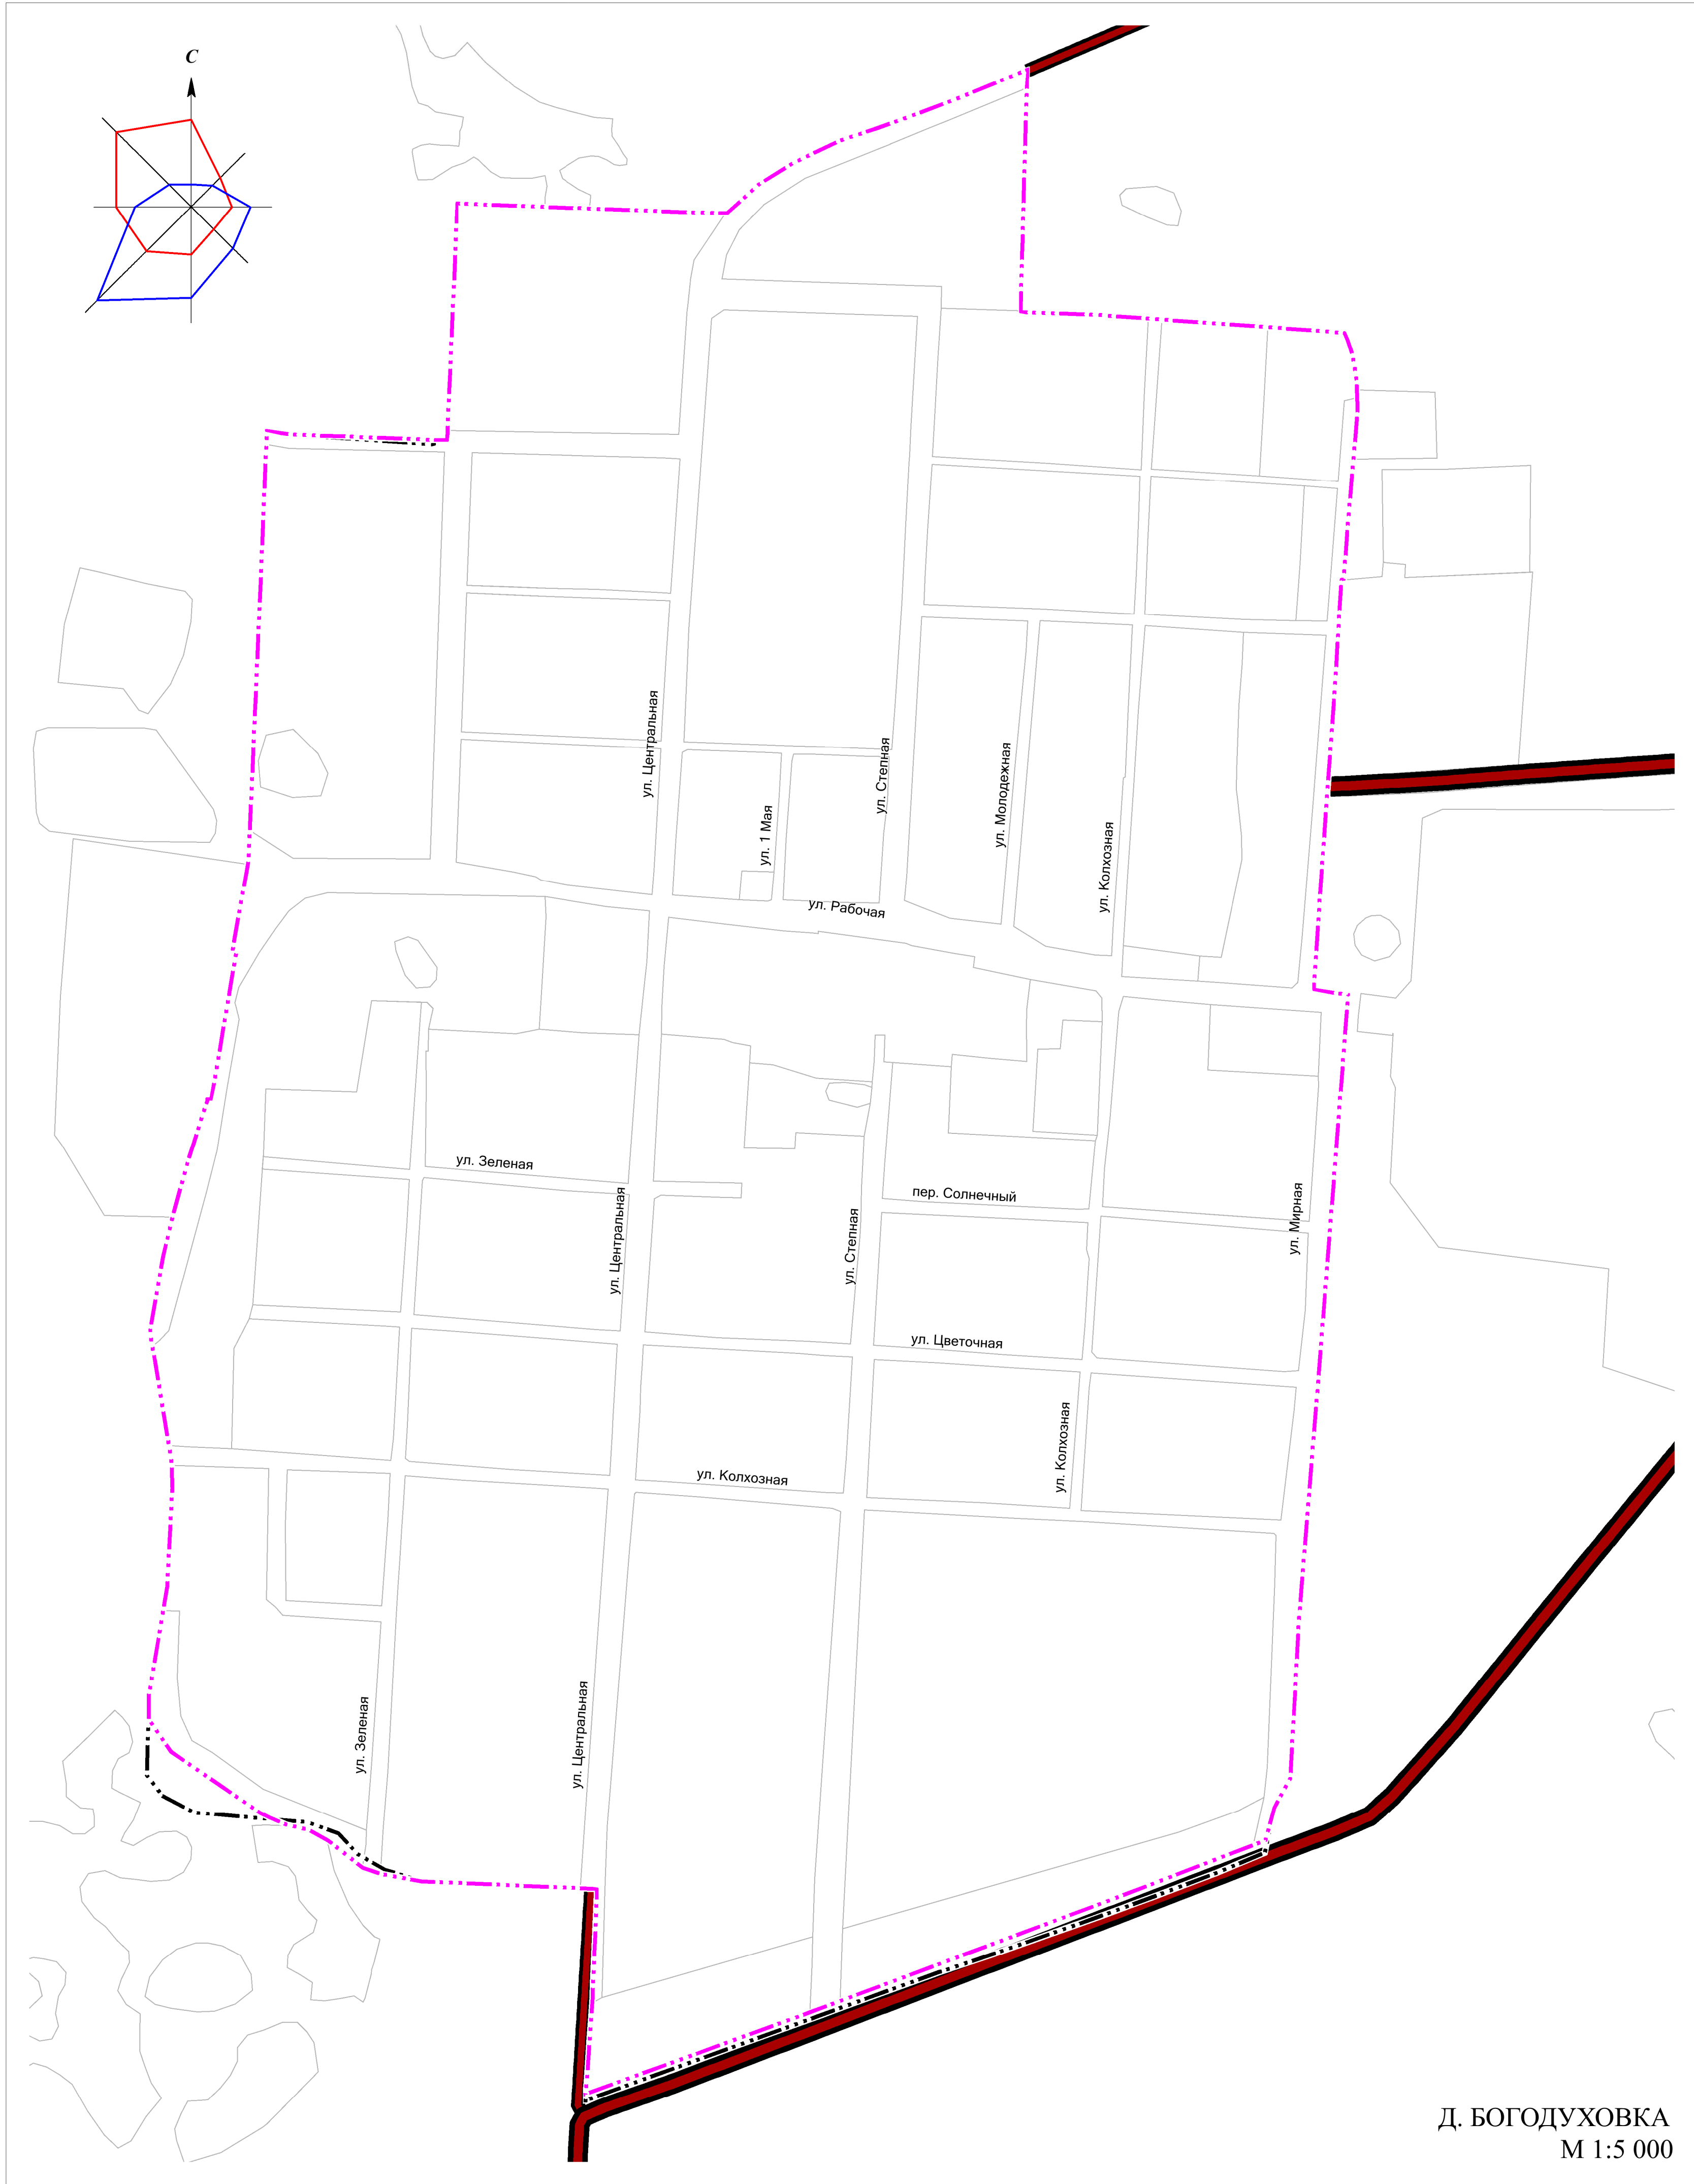 С
ул. Центральная
ул. Степная
ул. Молодежная
ул. 1 Мая
ул. Колхозная
ул. Рабочая
ул. Зеленая
пер. Солнечный
ул. Центральная
ул. Степная
ул. Мирная
ул. Цветочная
ул. Колхозная
ул. Колхозная
ул. Зеленая
ул. Центральная
Д. БОГОДУХОВКА
М 1:5 000